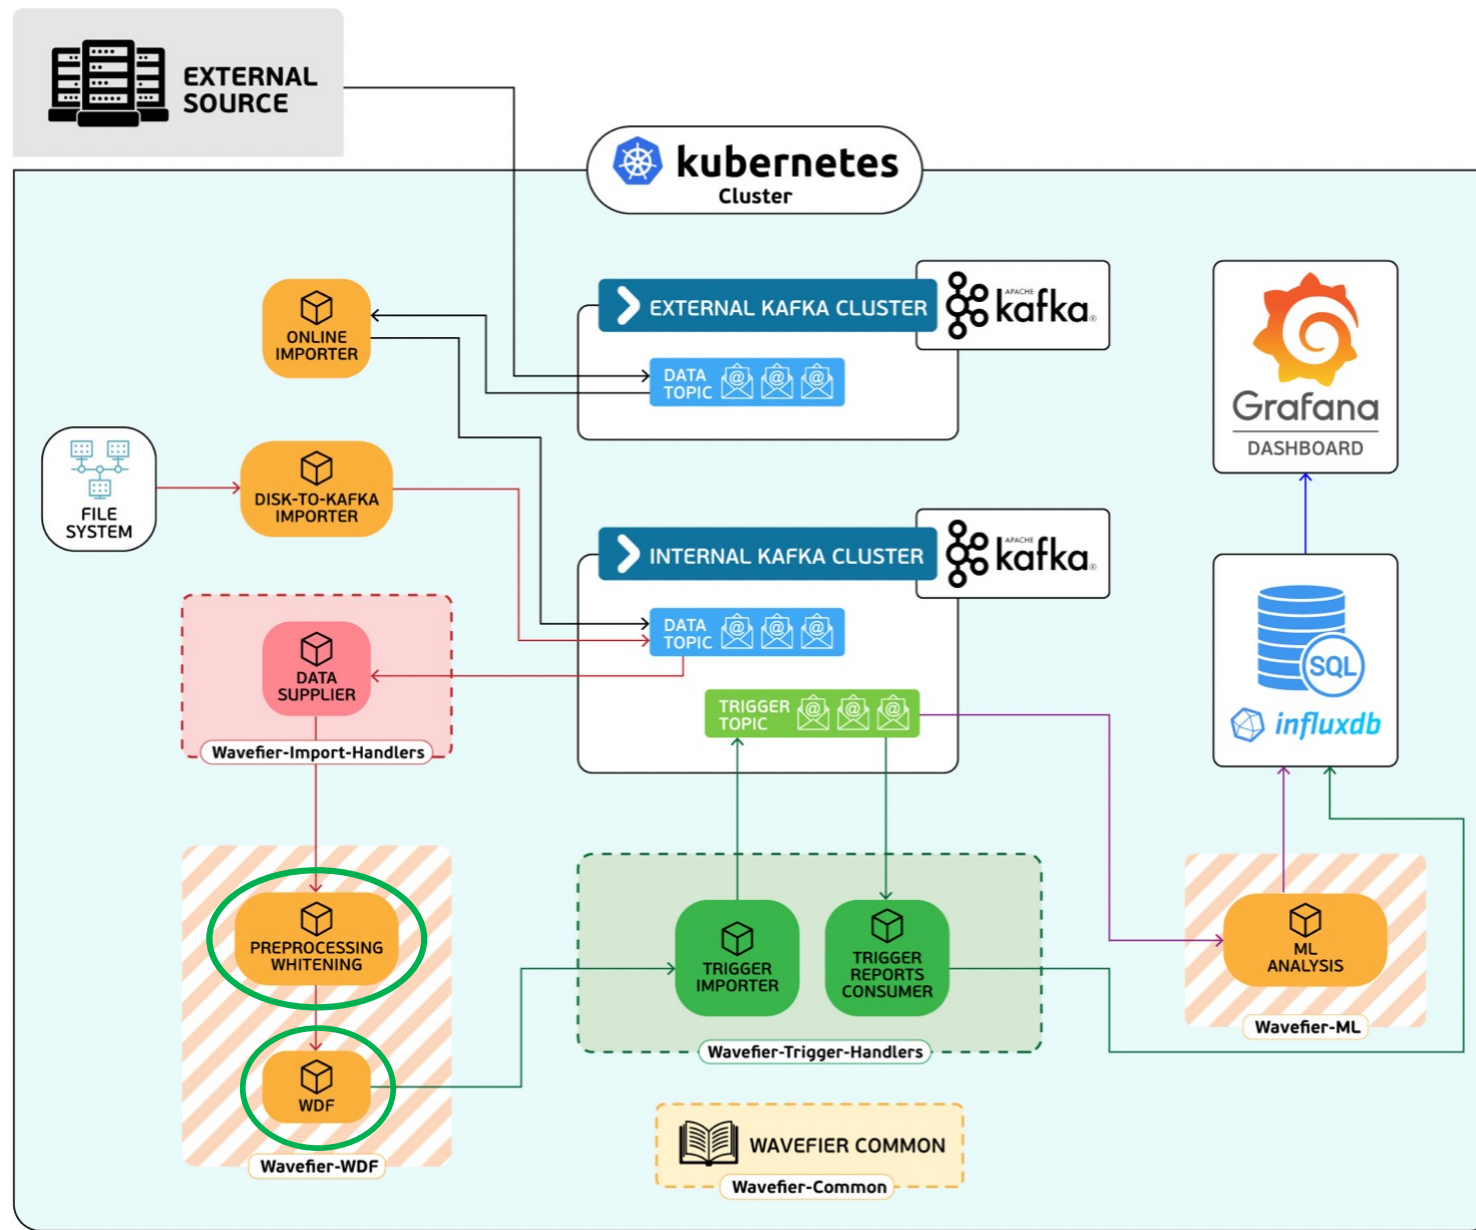 EXTERNAL
SOURCE
kubernetes
Cluster
ONLINE
IMPORTER
EXTERNAL KAFKA CLUSTER
APACHE
kafka®
DATA
TOPIC
Grafana
DASHBOARD
FILE
SYSTEM
DISK-TO-KAFKA
IMPORTER
INTERNAL KAFKA CLUSTER
APACHE
kafka®
DATA
TOPIC
DATA
SUPPLIER
Wavefier-Import-Handlers
TRIGGER
TOPIC
SQL
influxdb
PREPROCESSING
WHITENING
WDF
Wavefier-WDF
TRIGGER
IMPORTER
TRIGGER
REPORTS
CONSUMER
Wavefier-Trigger-Handlers
ML
ANALYSIS
Wavefier-ML
WAVEFIER COMMON
Wavefier-Common